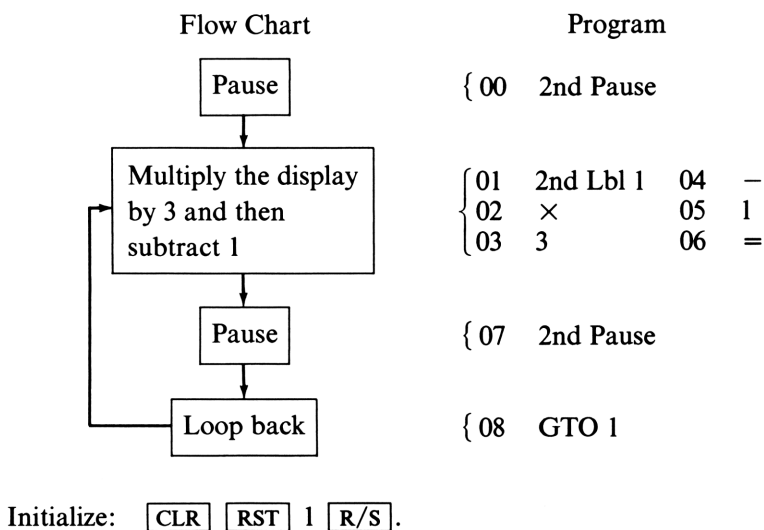 Flow Chart Program
Pause { 00 2nd Pause
Multiply the display { 01 2nd Lbl 1 04 −
by 3 and then 02 × 05 1
subtract 1 03 3 06 =
Pause { 07 2nd Pause
Loop back { 08 GTO 1
Initialize: CLR RST 1 R/S.